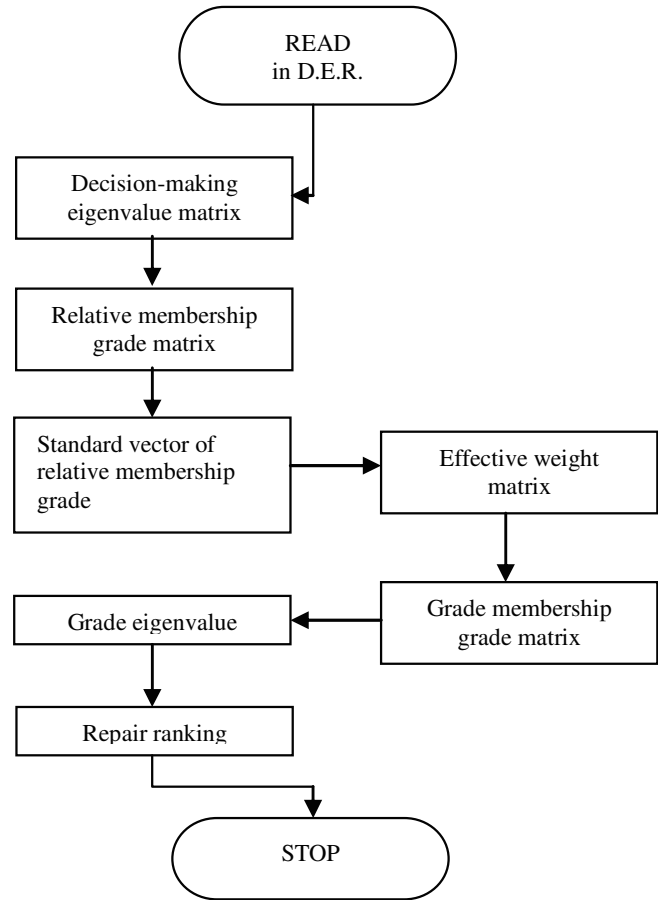 READ
in D.E.R.
Decision-making
eigenvalue matrix
Relative membership
grade matrix
Standard vector of
relative membership
grade
Effective weight
matrix
Grade membership
grade matrix
Grade eigenvalue
Repair ranking
STOP